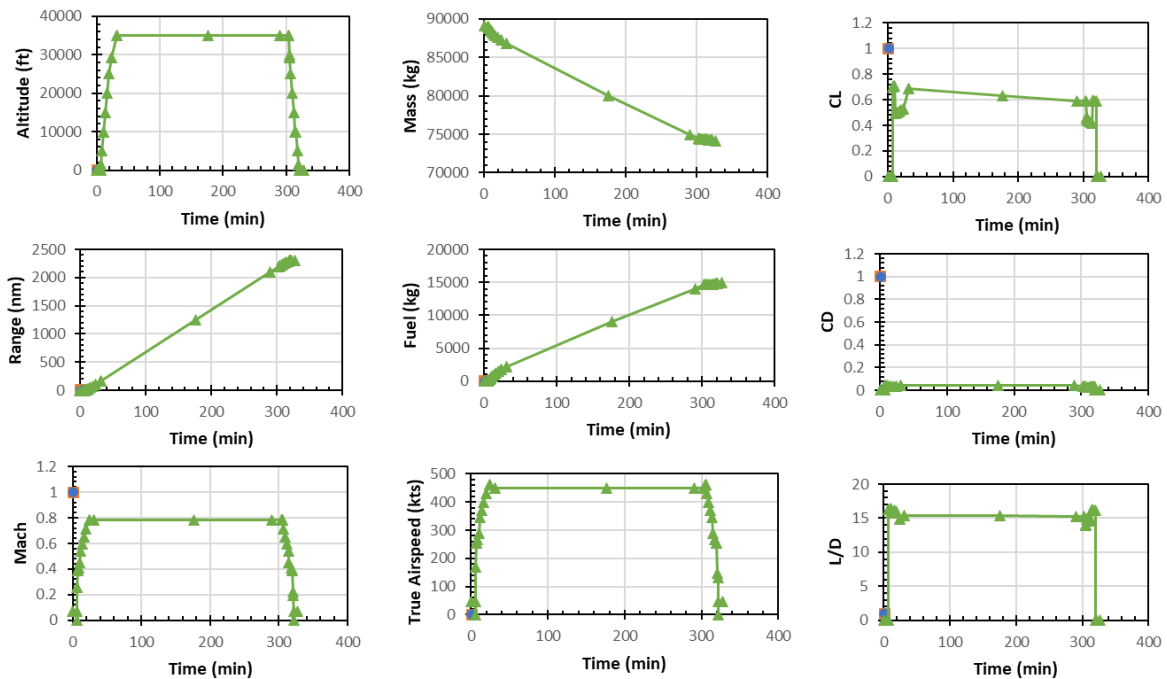 40000
30000
20000
10000
0
0 100 200 300 400
Altitude (ft)
Time (min)
90000
85000
80000
75000
70000
0 100 200 300 400
Mass (kg)
Time (min)
1.2
1
0.8
0.6
0.4
0.2
0
0 100 200 300 400
CL
Time (min)
2500
2000
1500
1000
500
0
0 100 200 300 400
Range (nm)
Time (min)
20000
15000
10000
5000
0
0 100 200 300 400
Fuel (kg)
Time (min)
1.2
1
0.8
0.6
0.4
0.2
0
0 100 200 300 400
CD
Time (min)
1.2
1
0.8
0.6
0.4
0.2
0
0 100 200 300 400
Mach
Time (min)
500
400
300
200
100
0
0 100 200 300 400
True Airspeed (kts)
Time (min)
20
15
10
5
0
0 100 200 300 400
L/D
Time (min)